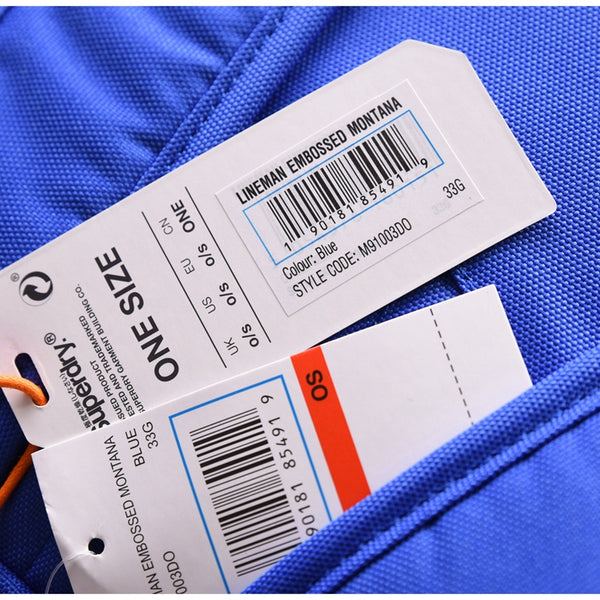 LINEMAN EMBOSSED MONTANA
1 90181 85491 9
33G
Colour: Blue
STYLE CODE: M91003DO
CN ONE
EU o/s
US o/s
UK o/s
ONE SIZE
Superdry.®
OS
33G
BLUE
EMBOSSED MONTANA
003DO
90181 85491 9